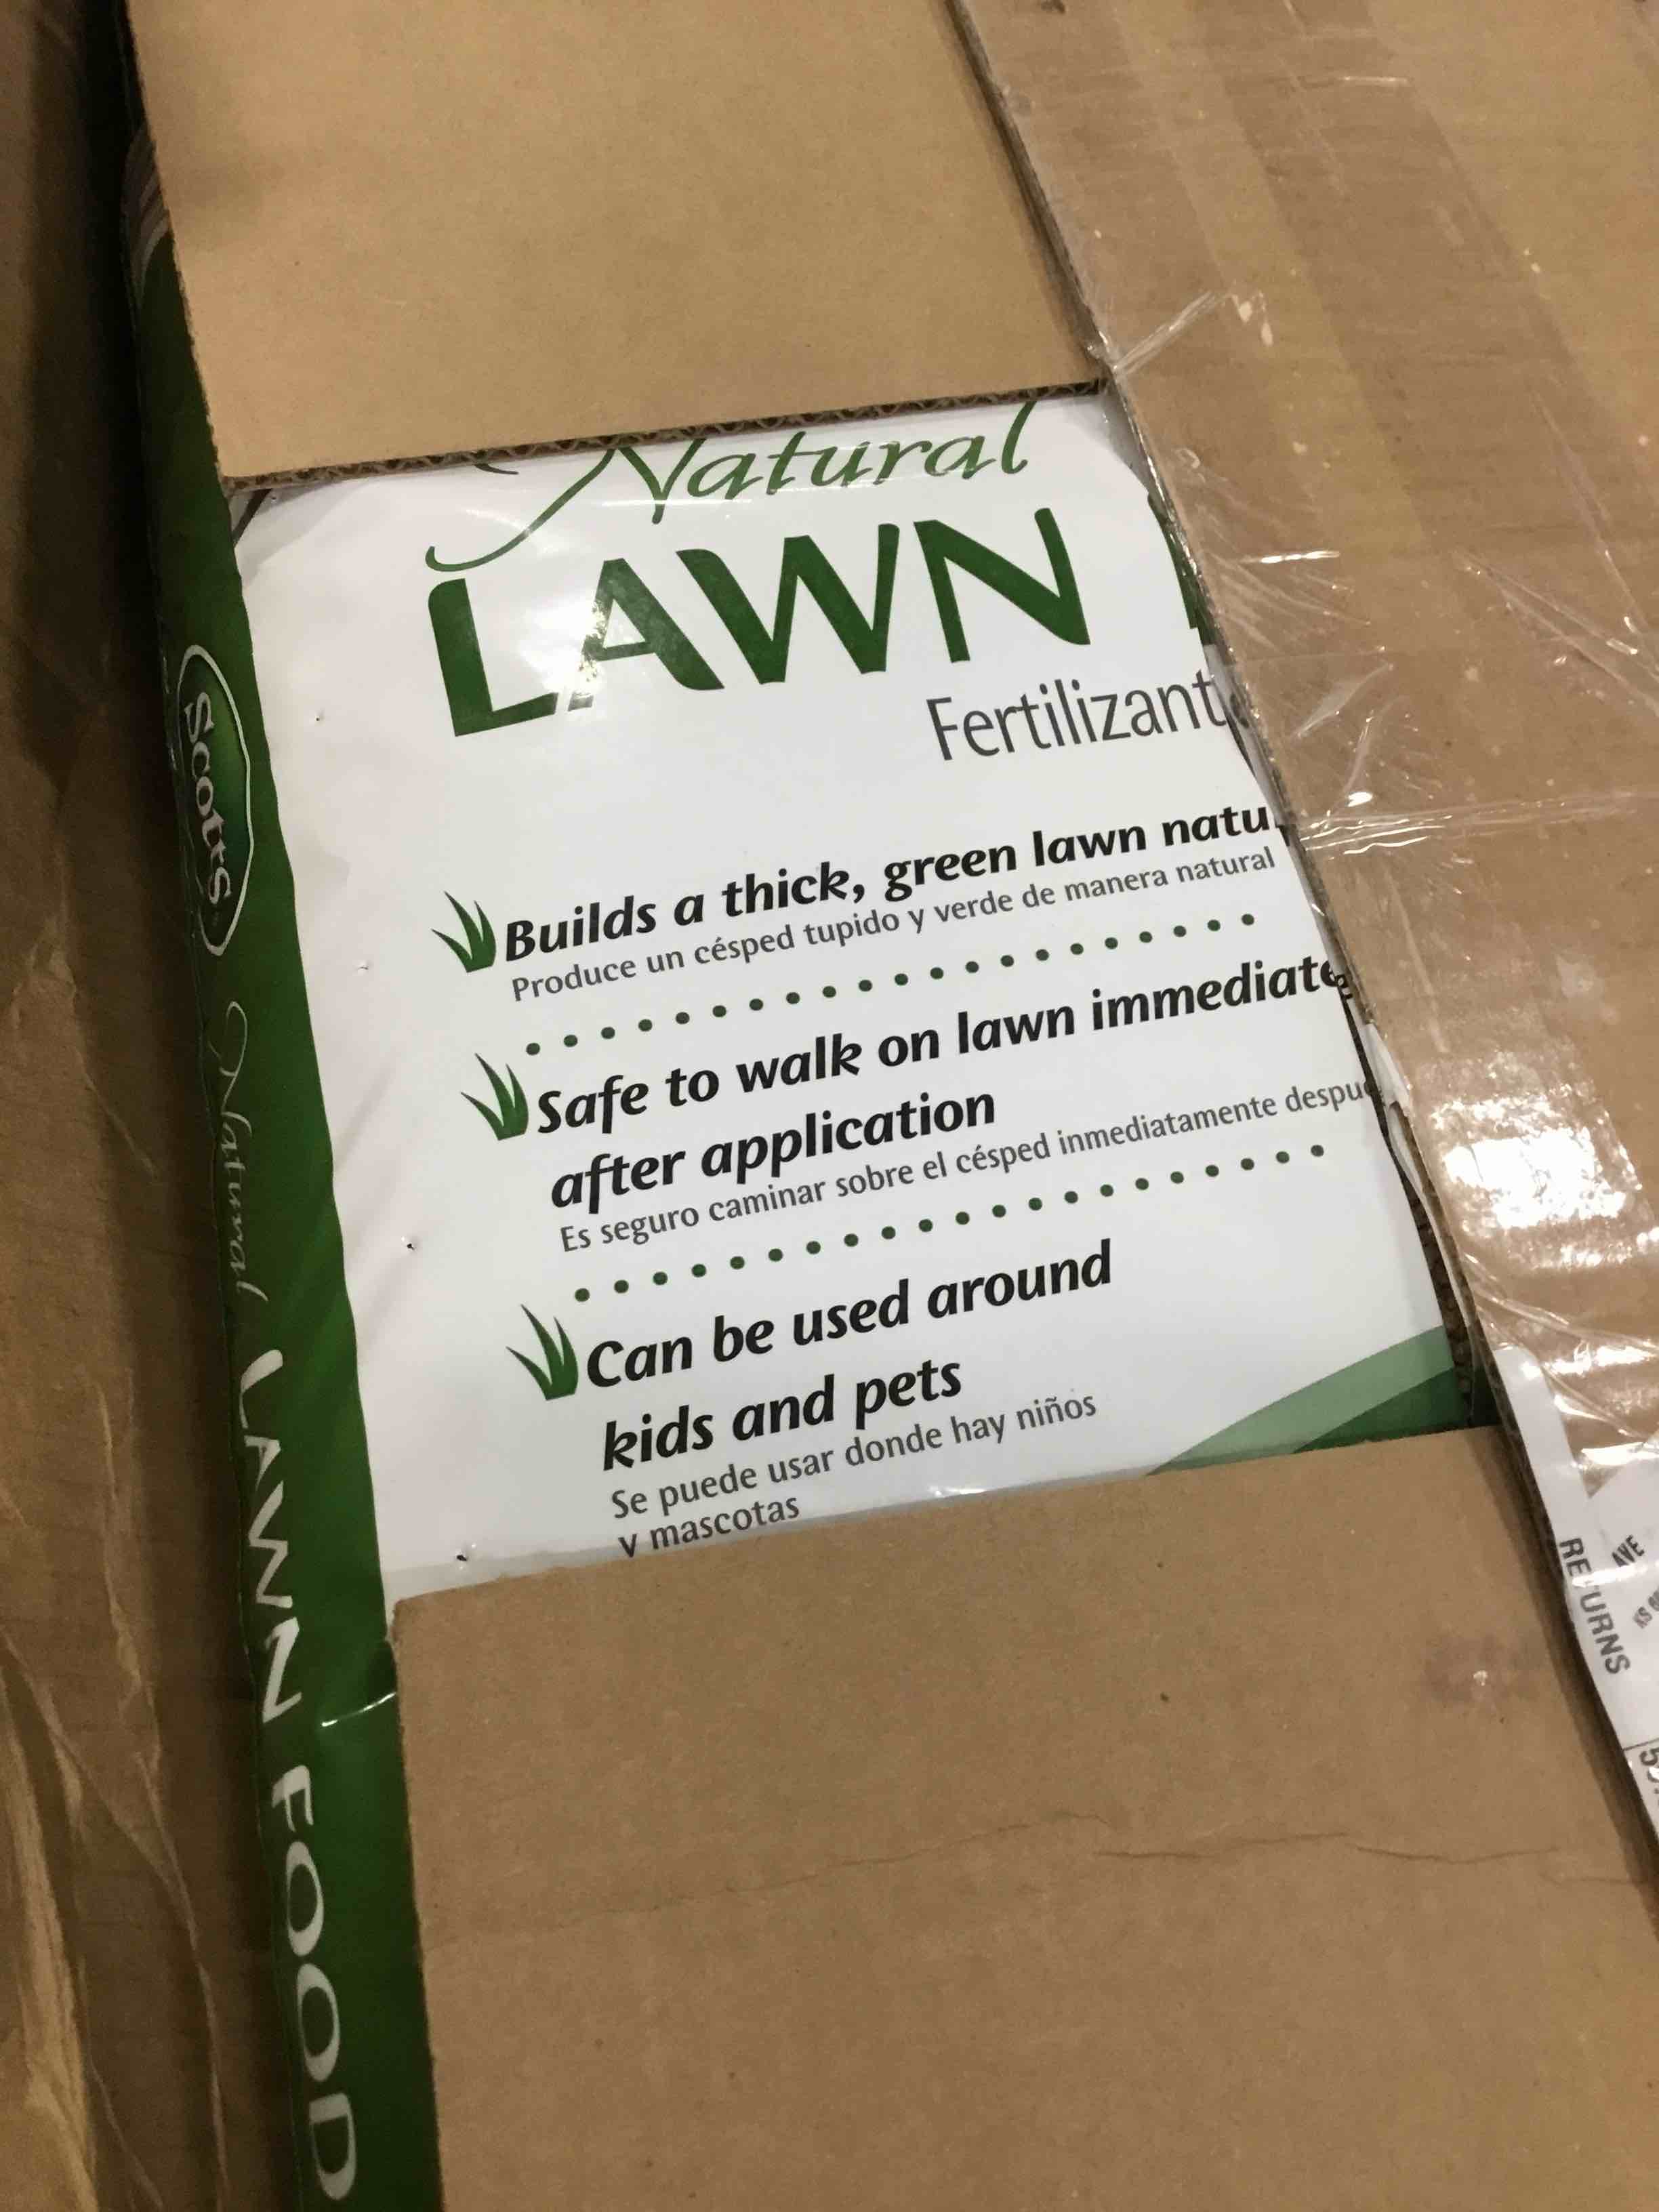 Natural
LAWN
Fertilizant
Builds a thick, green lawn natu
Produce un césped tupido y verde de manera natural
Safe to walk on lawn immediate
after application
Es seguro caminar sobre el césped inmediatamente despu
Can be used around
kids and pets
Se puede usar donde hay niños
y mascotas
Scotts
Natural LAWN FOOD
RETURNS
AVE